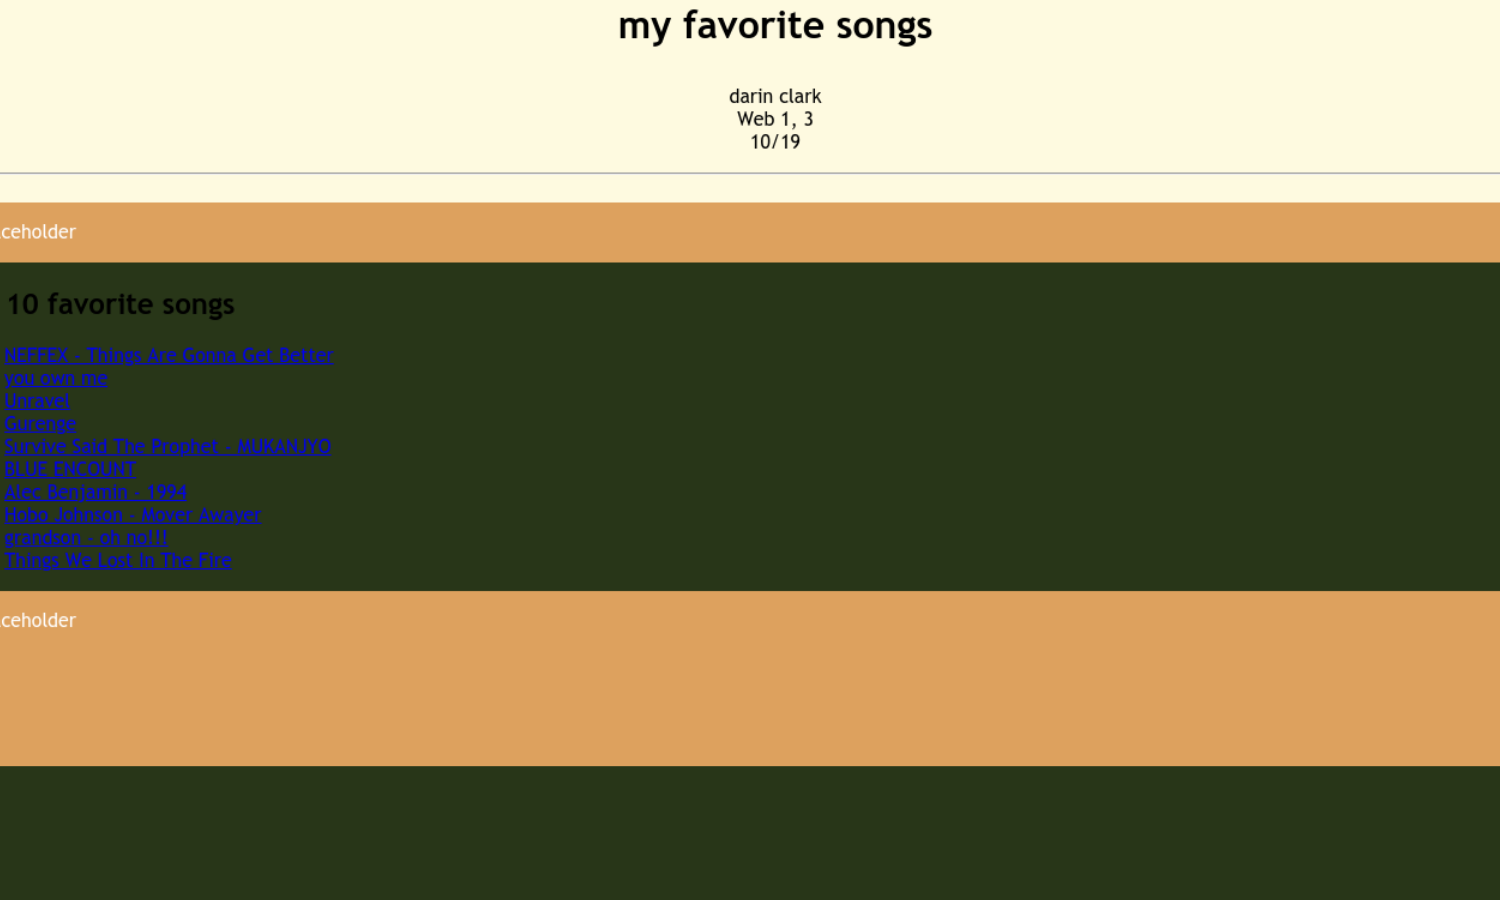 my favorite songs
darin clark
Web 1, 3
10/19
ceholder
10 favorite songs
NEFFEX - Things Are Gonna Get Better
you own me
Unravel
Gurenge
Survive Said The Prophet - MUKANJYO
BLUE ENCOUNT
Alec Benjamin - 1994
Hobo Johnson - Mover Awayer
grandson - oh no!!!
Things We Lost In The Fire
ceholder